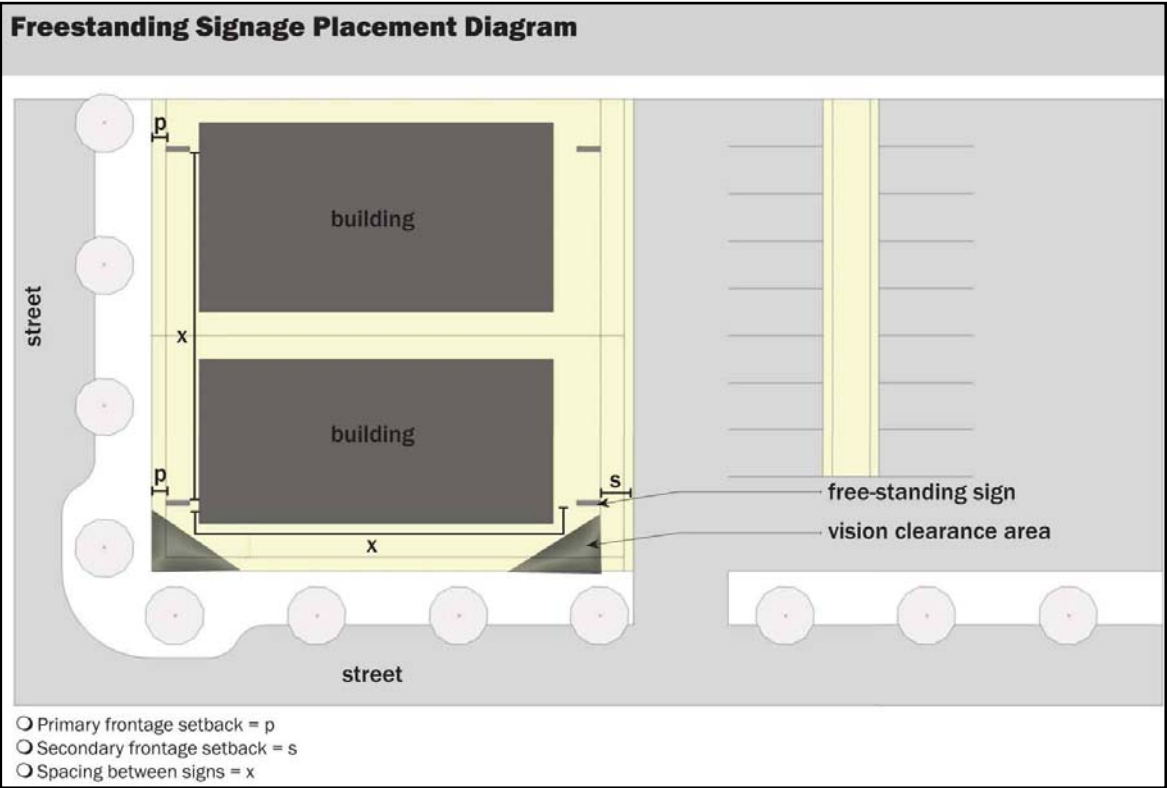 Freestanding Signage Placement Diagram
p
building
street
x
building
p
s
free-standing sign
vision clearance area
x
street
Primary frontage setback = p
Secondary frontage setback = s
Spacing between signs = x